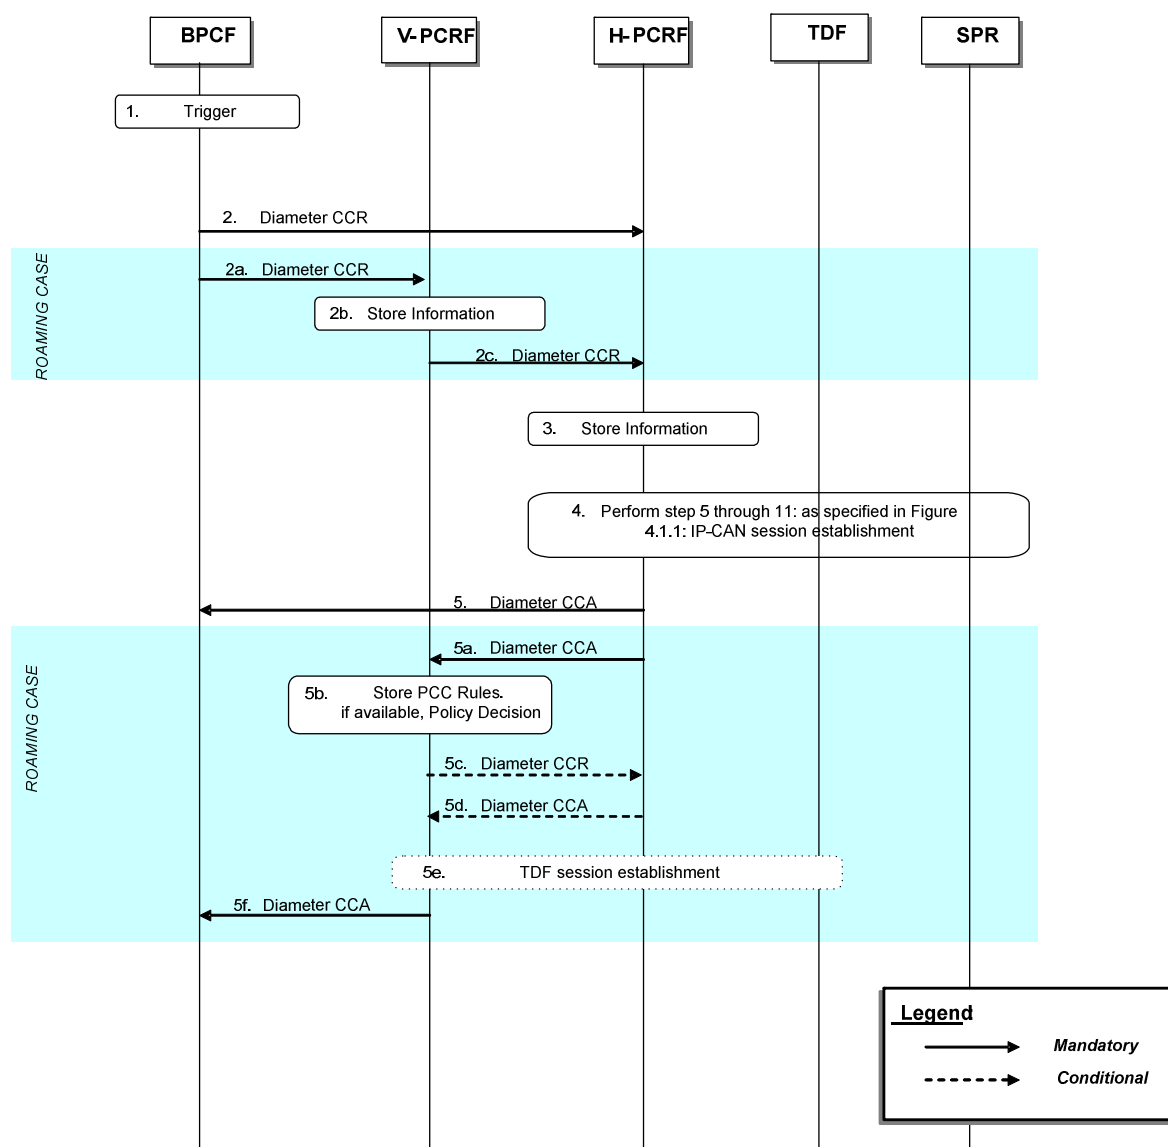 BPCF
V-PCRF
H-PCRF
TDF
SPR
1. Trigger
2. Diameter CCR
ROAMING CASE
2a. Diameter CCR
2b. Store Information
2c. Diameter CCR
3. Store Information
4. Perform step 5 through 11: as specified in Figure
4.1.1: IP-CAN session establishment
5. Diameter CCA
ROAMING CASE
5a. Diameter CCA
5b. Store PCC Rules.
if available, Policy Decision
5c. Diameter CCR
5d. Diameter CCA
5e. TDF session establishment
5f. Diameter CCA
Legend
Mandatory
Conditional